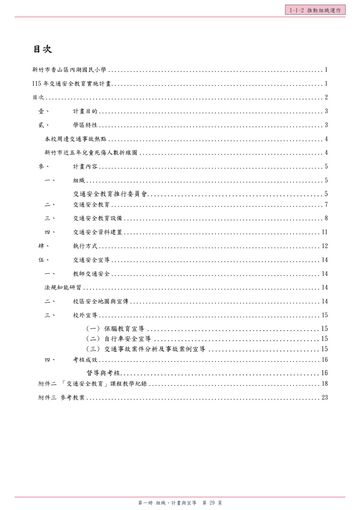 1-1-2 推動組織運作
目次
新竹市香山區內湖國民小學 1
115 年交通安全教育實施計畫 1
目次 2
壹、 計畫目的 3
貳、 學區特性 3
本校周邊交通事故熱點 4
新竹市近五年兒童死傷人數折線圖 4
參、 計畫內容 5
一、 組織 5
交通安全教育推行委員會 5
二、 交通安全教育 7
三、 交通安全教育設備 8
四、 交通安全資料建置 11
肆、 執行方式 12
伍、 交通安全宣導 14
一、 教師交通安全 14
法規知能研習 14
二、 校區安全地圖與宣傳 14
三、 校外宣導 15
（一） 保腦教育宣導 15
（二） 自行車安全宣導 15
（三） 交通事故案件分析及事故案例宣導 15
四、 考核成效 16
督導與考核 16
附件二 「交通安全教育」課程教學紀錄 18
附件三 參考教案 23
第一師 組織、計畫與宣導 第 29 頁